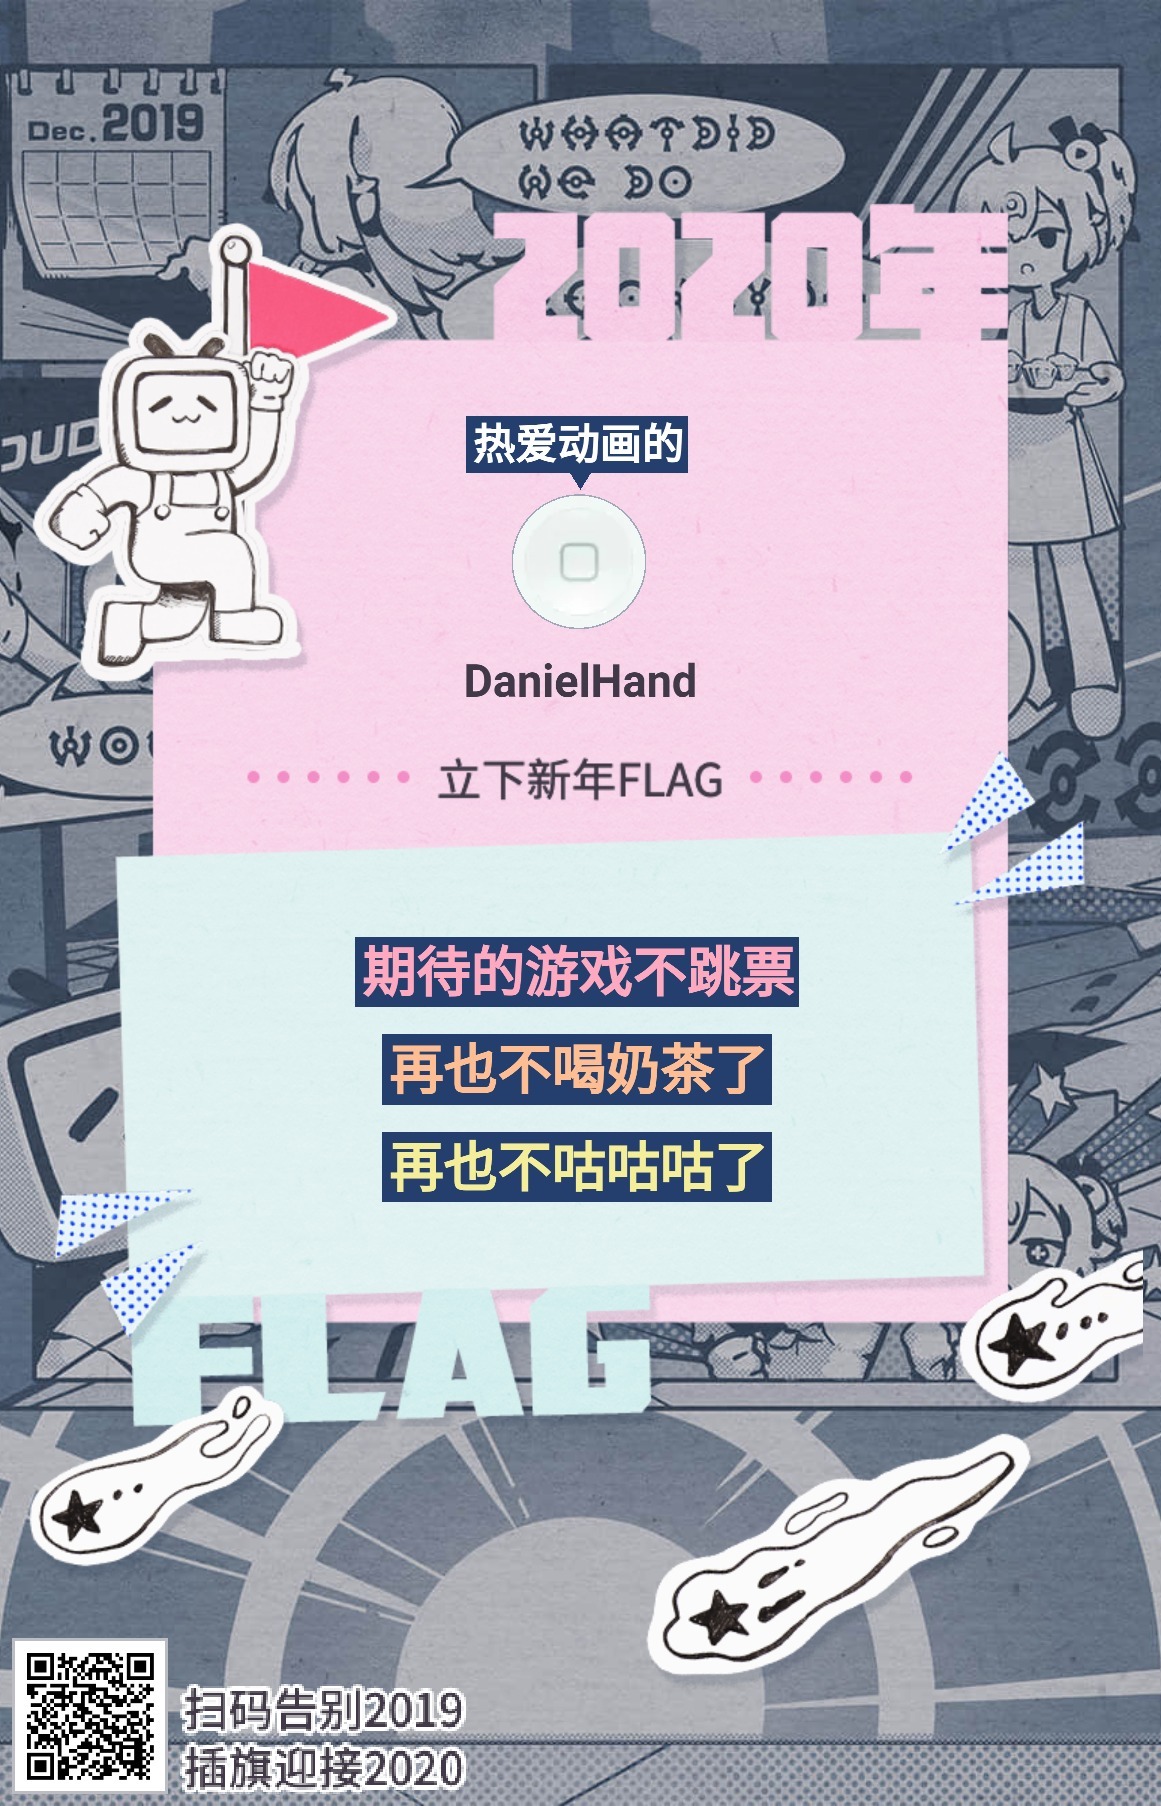 Dec.2019
WHAT DID
WE DO
2020年
热爱动画的
DanielHand
立下新年FLAG
期待的游戏不跳票
再也不喝奶茶了
再也不咕咕咕了
FLAG
扫码告别2019
插旗迎接2020